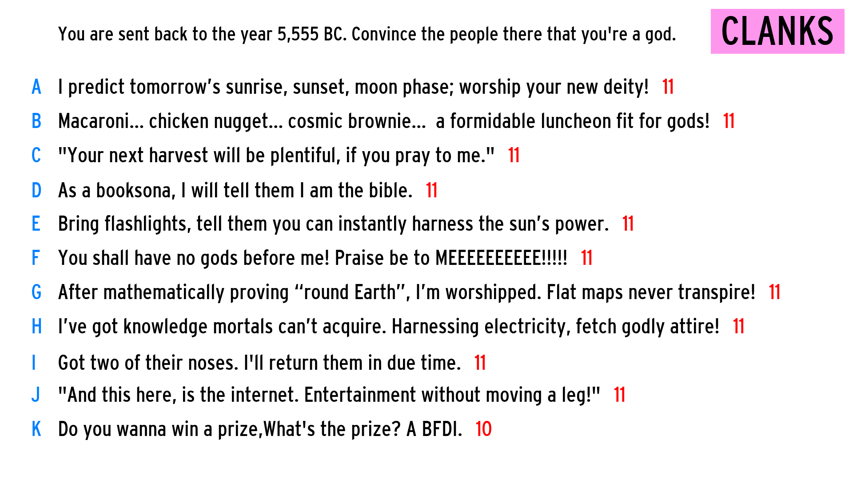 You are sent back to the year 5,555 BC. Convince the people there that you're a god. CLANKS
A I predict tomorrow’s sunrise, sunset, moon phase; worship your new deity! 11
B Macaroni... chicken nugget... cosmic brownie...  a formidable luncheon fit for gods! 11
C "Your next harvest will be plentiful, if you pray to me." 11
D As a booksona, I will tell them I am the bible. 11
E Bring flashlights, tell them you can instantly harness the sun’s power. 11
F You shall have no gods before me! Praise be to MEEEEEEEEEE!!!!! 11
G After mathematically proving “round Earth”, I’m worshipped. Flat maps never transpire! 11
H I’ve got knowledge mortals can’t acquire. Harnessing electricity, fetch godly attire! 11
I Got two of their noses. I'll return them in due time. 11
J "And this here, is the internet. Entertainment without moving a leg!" 11
K Do you wanna win a prize,What's the prize? A BFDI. 10